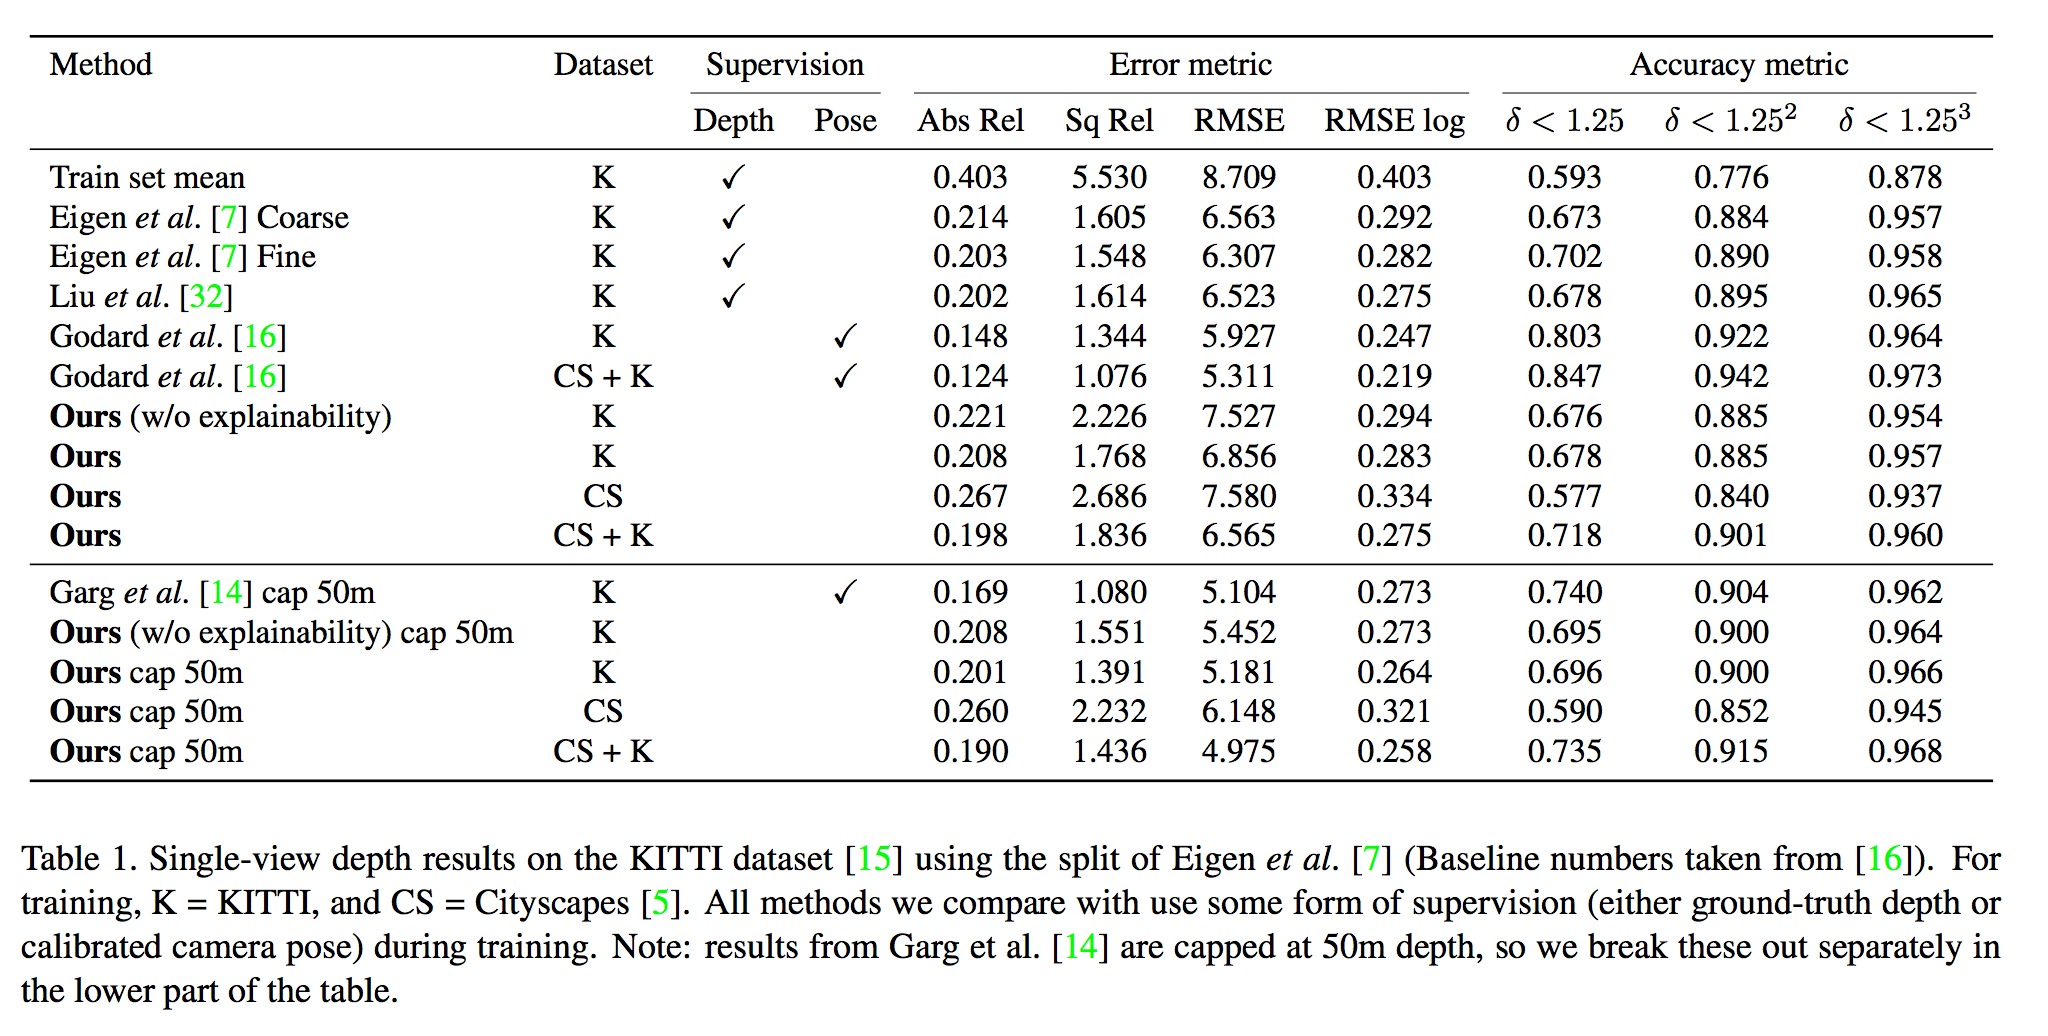 Method Dataset Supervision Error metric Accuracy metric
Depth Pose Abs Rel Sq Rel RMSE RMSE log δ < 1.25 δ < 1.25² δ < 1.25³
Train set mean K ✓ 0.403 5.530 8.709 0.403 0.593 0.776 0.878
Eigen et al. [7] Coarse K ✓ 0.214 1.605 6.563 0.292 0.673 0.884 0.957
Eigen et al. [7] Fine K ✓ 0.203 1.548 6.307 0.282 0.702 0.890 0.958
Liu et al. [32] K ✓ 0.202 1.614 6.523 0.275 0.678 0.895 0.965
Godard et al. [16] K ✓ 0.148 1.344 5.927 0.247 0.803 0.922 0.964
Godard et al. [16] CS + K ✓ 0.124 1.076 5.311 0.219 0.847 0.942 0.973
Ours (w/o explainability) K 0.221 2.226 7.527 0.294 0.676 0.885 0.954
Ours K 0.208 1.768 6.856 0.283 0.678 0.885 0.957
Ours CS 0.267 2.686 7.580 0.334 0.577 0.840 0.937
Ours CS + K 0.198 1.836 6.565 0.275 0.718 0.901 0.960
Garg et al. [14] cap 50m K ✓ 0.169 1.080 5.104 0.273 0.740 0.904 0.962
Ours (w/o explainability) cap 50m K 0.208 1.551 5.452 0.273 0.695 0.900 0.964
Ours cap 50m K 0.201 1.391 5.181 0.264 0.696 0.900 0.966
Ours cap 50m CS 0.260 2.232 6.148 0.321 0.590 0.852 0.945
Ours cap 50m CS + K 0.190 1.436 4.975 0.258 0.735 0.915 0.968
Table 1. Single-view depth results on the KITTI dataset [15] using the split of Eigen et al. [7] (Baseline numbers taken from [16]). For
training, K = KITTI, and CS = Cityscapes [5]. All methods we compare with use some form of supervision (either ground-truth depth or
calibrated camera pose) during training. Note: results from Garg et al. [14] are capped at 50m depth, so we break these out separately in
the lower part of the table.